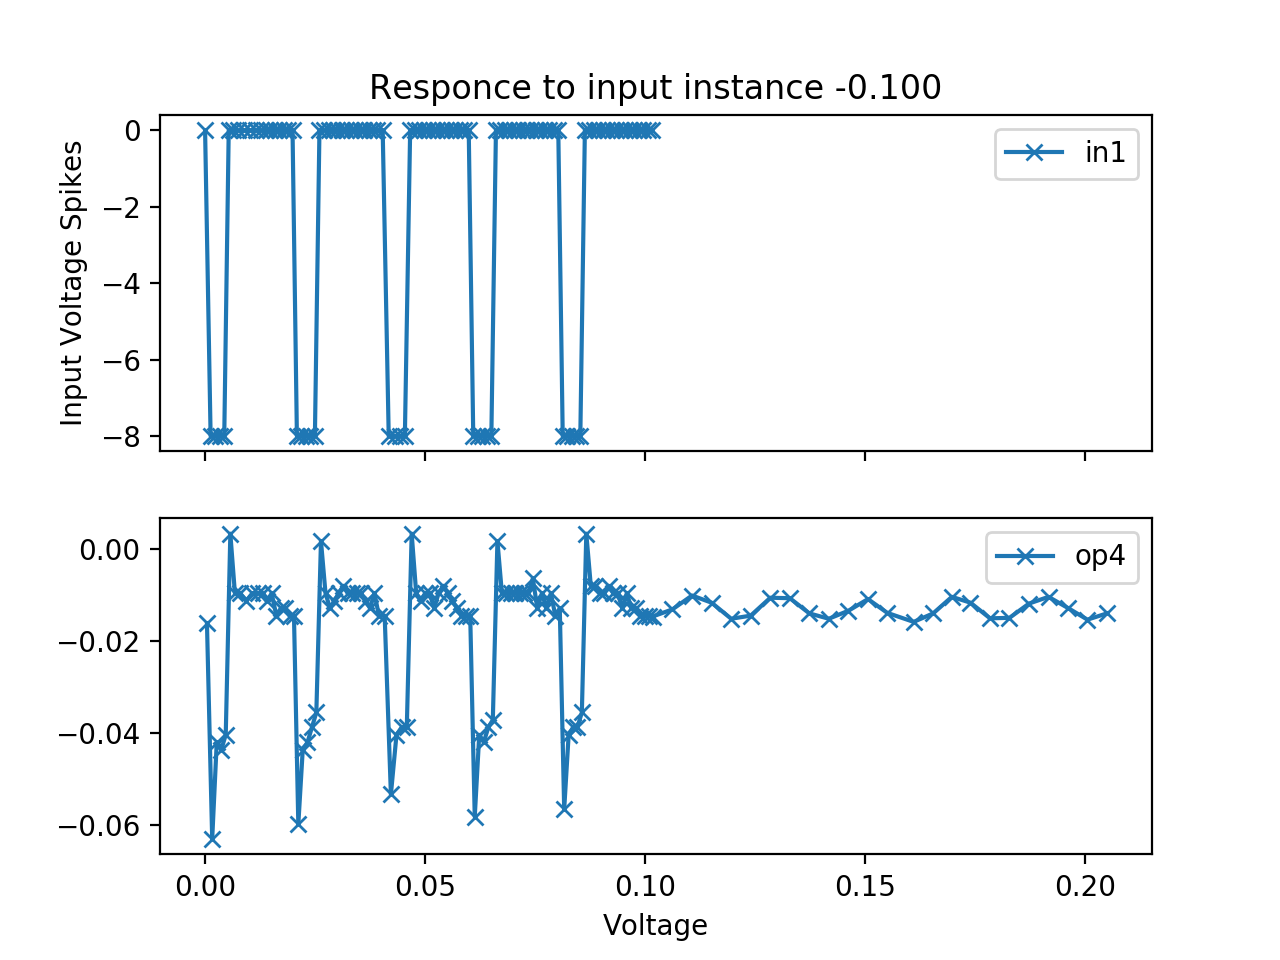 Responce to input instance -0.100
Input Voltage Spikes
0
−2
−4
−6
−8
in1
0.00
−0.02
−0.04
−0.06
op4
0.00 0.05 0.10 0.15 0.20
Voltage